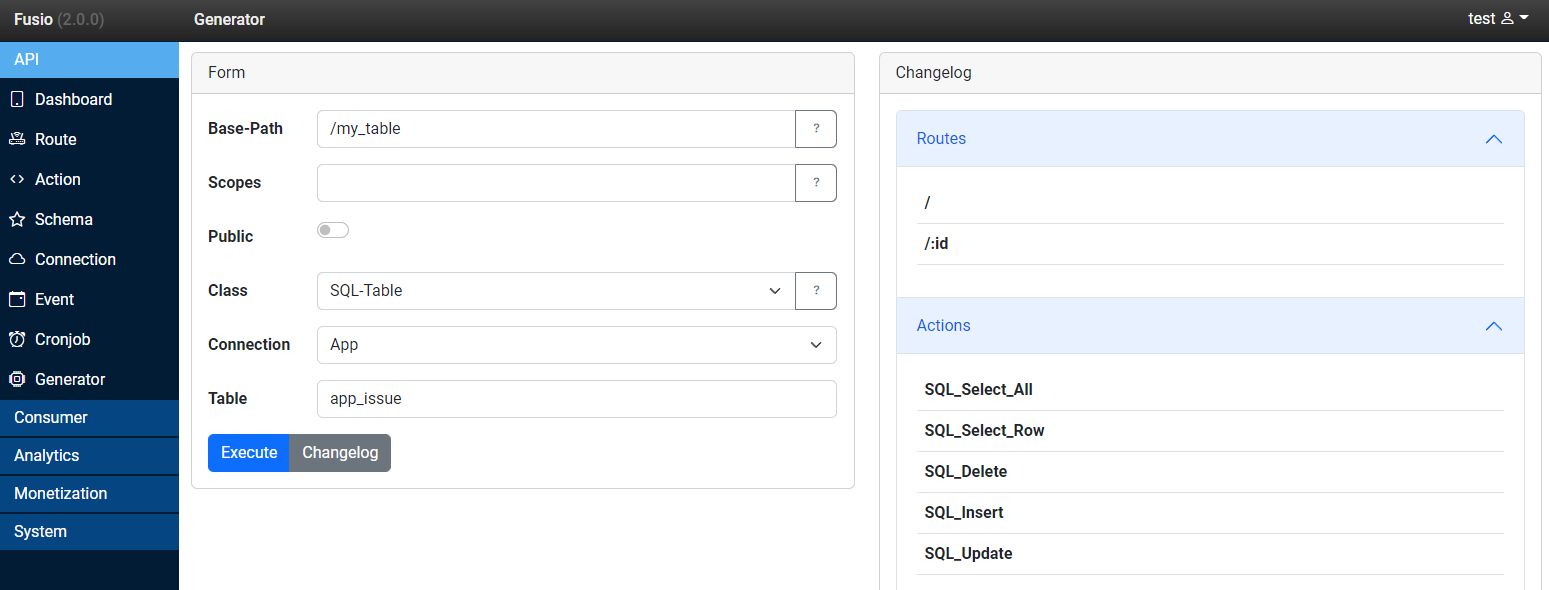 Fusio (2.0.0)
Generator
test
API
Dashboard
Route
Action
Schema
Connection
Event
Cronjob
Generator
Consumer
Analytics
Monetization
System
Form
Base-Path
/my_table
?
Scopes
?
Public
Class
SQL-Table
?
Connection
App
Table
app_issue
Execute
Changelog
Changelog
Routes
/
/:id
Actions
SQL_Select_All
SQL_Select_Row
SQL_Delete
SQL_Insert
SQL_Update